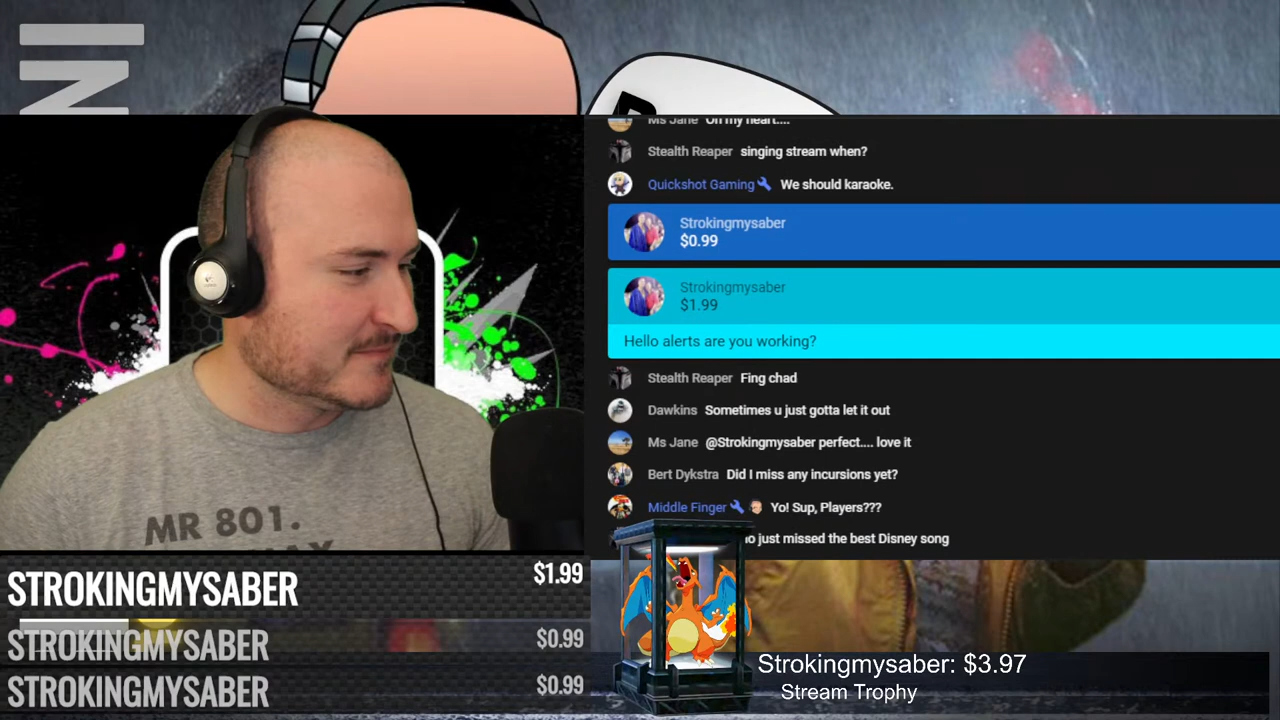 MR 801.
Ms Jane Oh my heart....
Stealth Reaper singing stream when?
Quickshot Gaming We should karaoke.
Strokingmysaber
$0.99
Strokingmysaber
$1.99
Hello alerts are you working?
Stealth Reaper Fing chad
Dawkins Sometimes u just gotta let it out
Ms Jane @Strokingmysaber perfect.... love it
Bert Dykstra Did I miss any incursions yet?
Middle Finger Yo! Sup, Players???
just missed the best Disney song
STROKINGMYSABER $1.99
STROKINGMYSABER $0.99
STROKINGMYSABER $0.99
Strokingmysaber: $3.97
Stream Trophy